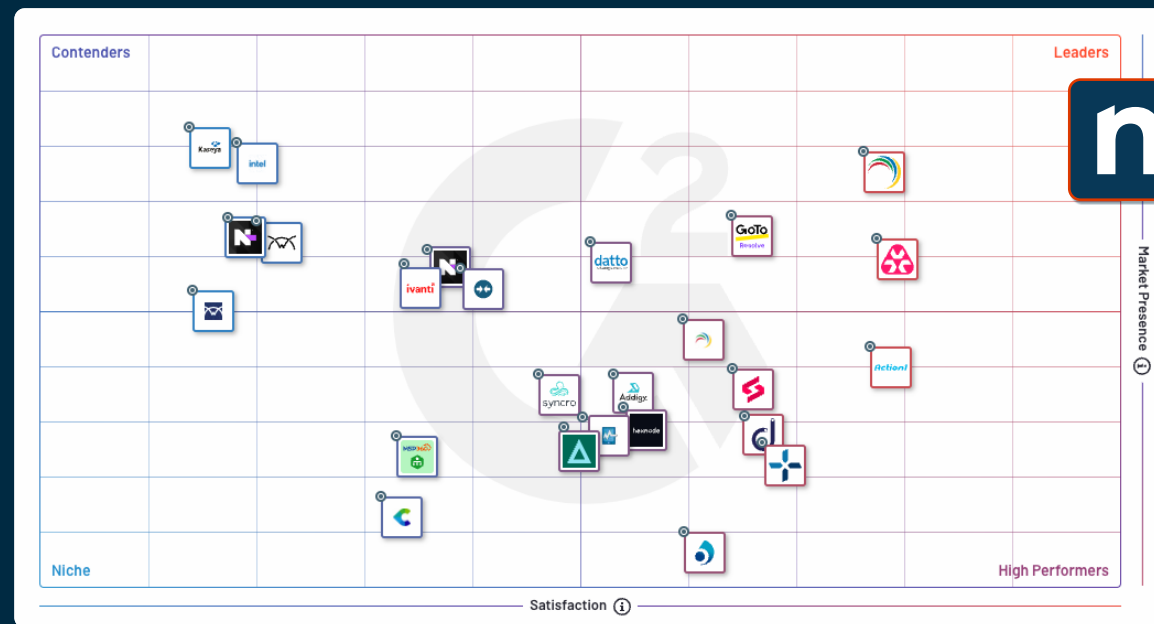 Contenders
Leaders
n
Kaseya
intel
N
GoTo
Resolve
datto
N
ivanti
Action1
syncro
Addigy
hexnode
MSP360
Niche
High Performers
Satisfaction
Market Presence
G2